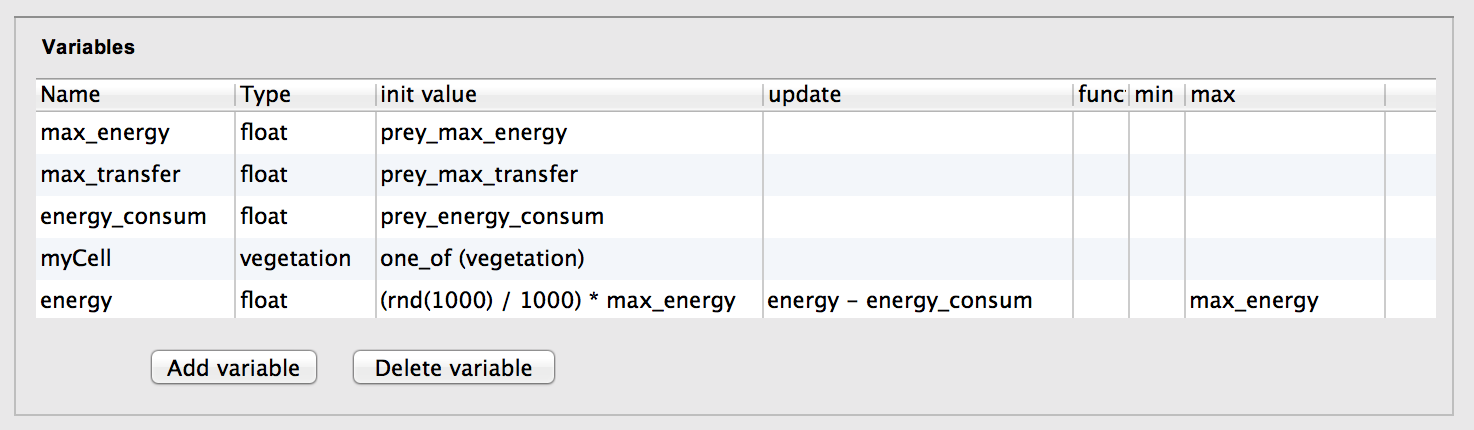 Variables
Name Type init value update func min max
max_energy float prey_max_energy
max_transfer float prey_max_transfer
energy_consum float prey_energy_consum
myCell vegetation one_of (vegetation)
energy float (rnd(1000) / 1000) * max_energy energy - energy_consum max_energy
Add variable Delete variable